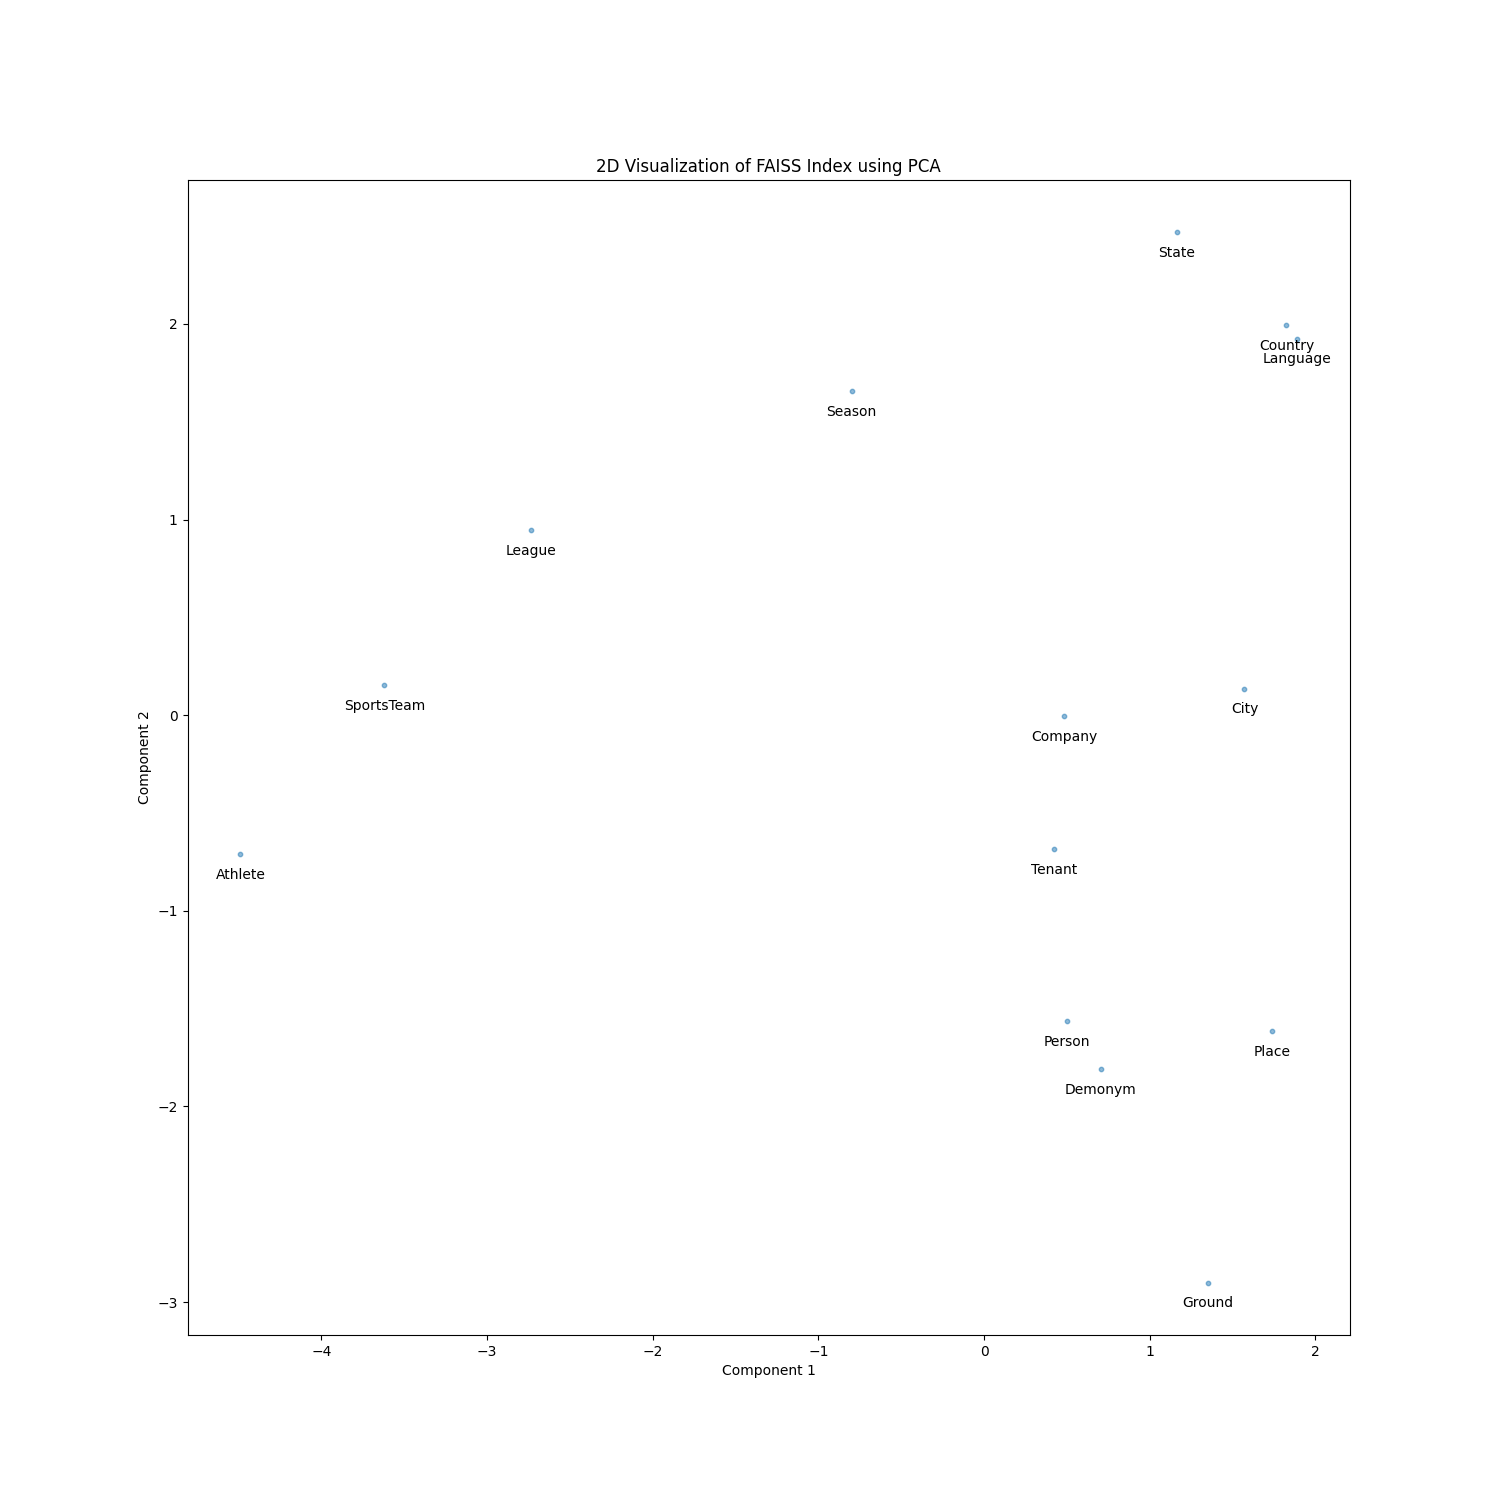 2D Visualization of FAISS Index using PCA
State
Country
Language
Season
League
SportsTeam
City
Company
Athlete
Tenant
Person
Place
Demonym
Ground
2
1
0
−1
−2
−3
Component 2
−4 −3 −2 −1 0 1 2
Component 1